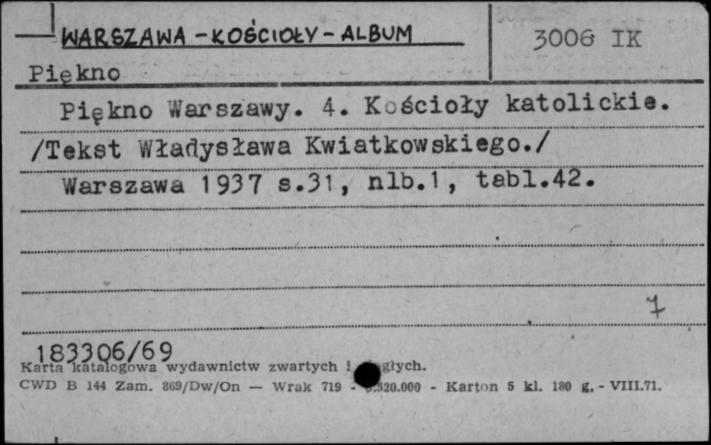 WARSZAWA - KOŚCIOŁY - ALBUM
3006 IK
Piękno
Piękno Warszawy. 4. Kościoły katolickie.
/Tekst Władysława Kwiatkowskiego./
Warszawa 1937 s.31, nlb.1, tabl.42.
7
183306/69
Karta katalogowa wydawnictw zwartych i
CWD B 144 Zam. 869/Dw/On — Wrak 719 - - Karton 5 kl. 180 g. - VIII.71.